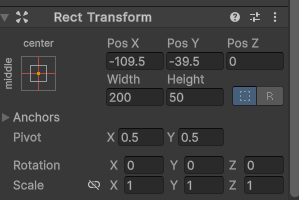 Rect Transform
center
Pos X Pos Y Pos Z
middle
-109.5 -39.5 0
Width Height
200 50
R
Anchors
Pivot X 0.5 Y 0.5
Rotation X 0 Y 0 Z 0
Scale X 1 Y 1 Z 1